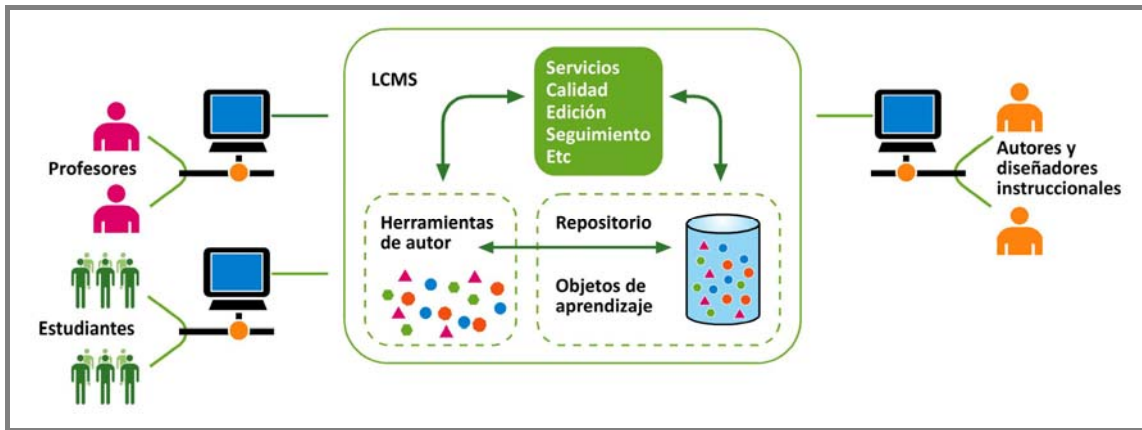 LCMS
Servicios
Calidad
Edición
Seguimiento
Etc
Profesores
Estudiantes
Herramientas
de autor
Repositorio
Objetos de
aprendizaje
Autores y
diseñadores
instruccionales